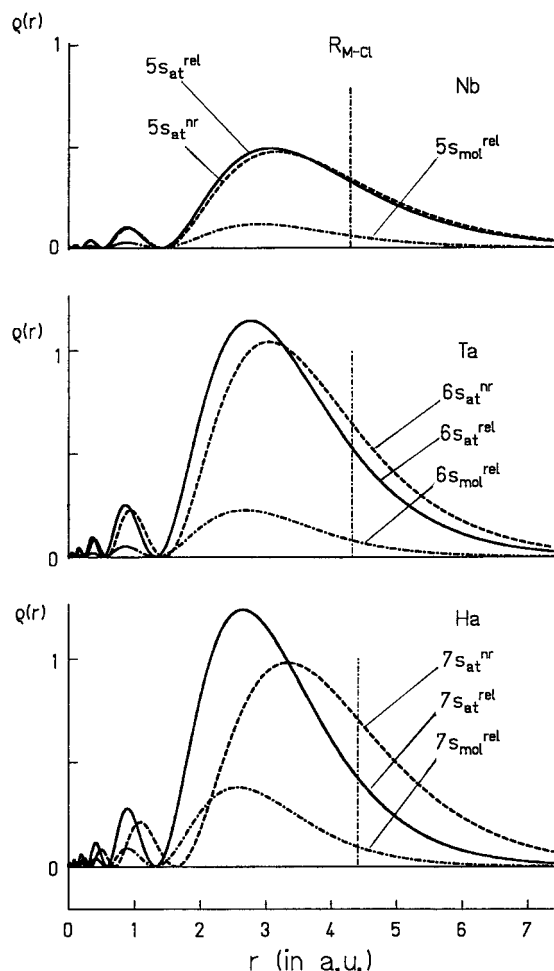 ϱ(r)
1
0
5s_at^rel
5s_at^nr
R_M-Cl
Nb
5s_mol^rel
ϱ(r)
1
0
Ta
6s_at^nr
6s_at^rel
6s_mol^rel
ϱ(r)
1
0
Ha
7s_at^nr
7s_at^rel
7s_mol^rel
0 1 2 3 4 5 6 7
r (in a.u.)